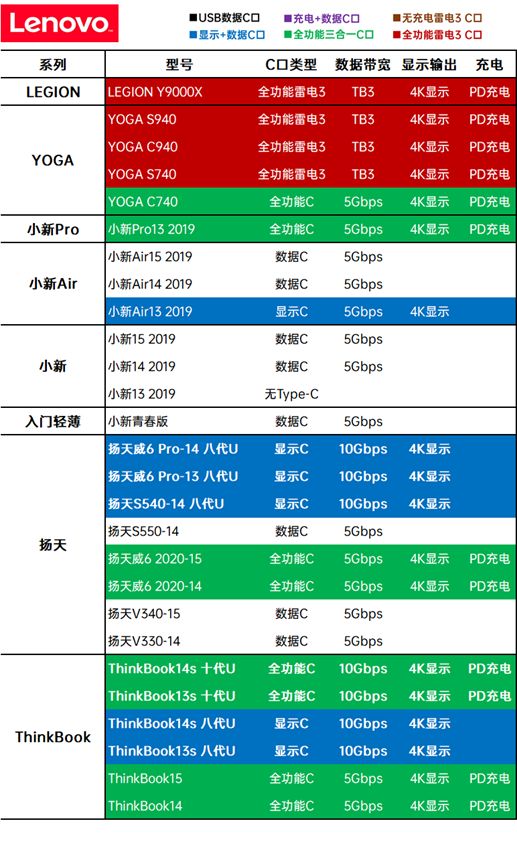 Lenovo
■USB数据C口 ■充电+数据C口 ■无充电雷电3 C口
■显示+数据C口 ■全功能三合一C口 ■全功能雷电3 C口
系列 型号 C口类型 数据带宽 显示输出 充电
LEGION LEGION Y9000X 全功能雷电3 TB3 4K显示 PD充电
YOGA S940 全功能雷电3 TB3 4K显示 PD充电
YOGA YOGA C940 全功能雷电3 TB3 4K显示 PD充电
YOGA S740 全功能雷电3 TB3 4K显示 PD充电
YOGA C740 全功能C 5Gbps 4K显示 PD充电
小新Pro 小新Pro13 2019 全功能C 5Gbps 4K显示 PD充电
小新Air15 2019 数据C 5Gbps
小新Air 小新Air14 2019 数据C 5Gbps
小新Air13 2019 显示C 5Gbps 4K显示
小新15 2019 数据C 5Gbps
小新 小新14 2019 数据C 5Gbps
小新13 2019 无Type-C
入门轻薄 小新青春版 数据C 5Gbps
扬天威6 Pro-14 八代U 显示C 10Gbps 4K显示
扬天威6 Pro-13 八代U 显示C 10Gbps 4K显示
扬天S540-14 八代U 显示C 10Gbps 4K显示
扬天 扬天S550-14 数据C 5Gbps
扬天威6 2020-15 全功能C 5Gbps 4K显示 PD充电
扬天威6 2020-14 全功能C 5Gbps 4K显示 PD充电
扬天V340-15 数据C 5Gbps
扬天V330-14 数据C 5Gbps
ThinkBook14s 十代U 全功能C 10Gbps 4K显示 PD充电
ThinkBook13s 十代U 全功能C 10Gbps 4K显示 PD充电
ThinkBook ThinkBook14s 八代U 显示C 10Gbps 4K显示
ThinkBook13s 八代U 显示C 10Gbps 4K显示
ThinkBook15 全功能C 5Gbps 4K显示 PD充电
ThinkBook14 全功能C 5Gbps 4K显示 PD充电